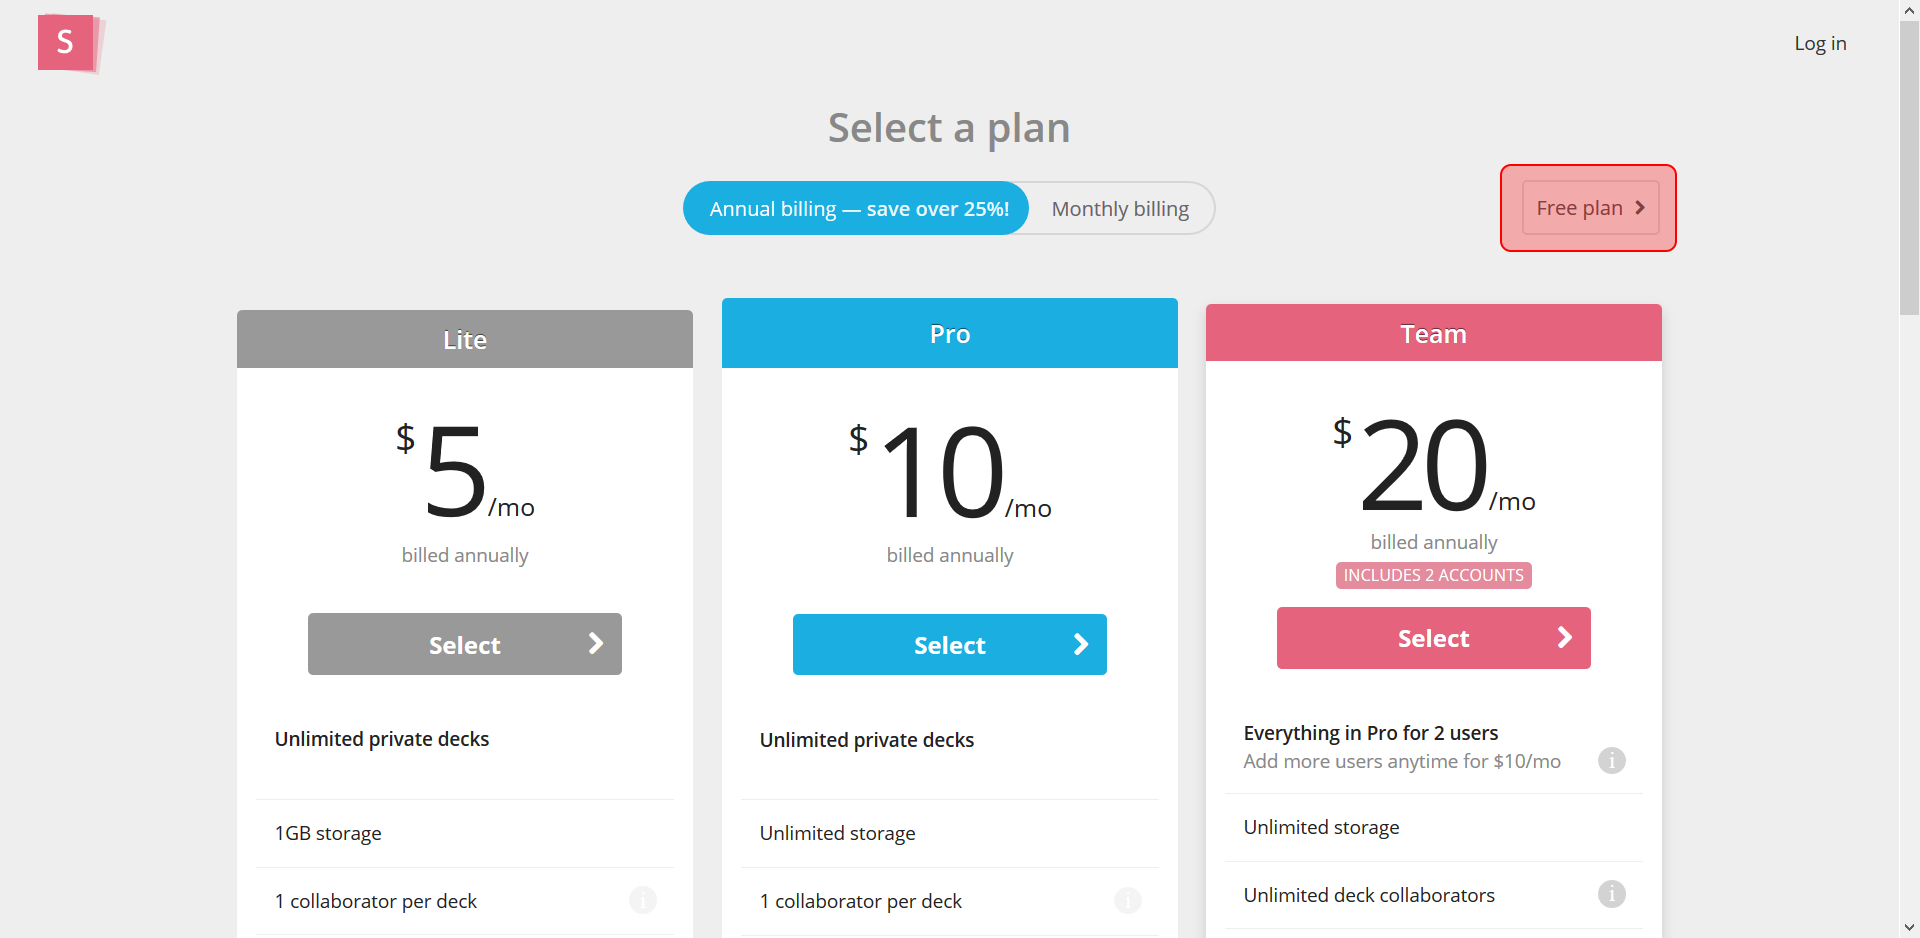 S
Log in
Select a plan
Annual billing — save over 25%!
Monthly billing
Free plan
Lite
$5/mo
billed annually
Select
Unlimited private decks
1GB storage
1 collaborator per deck
i
Pro
$10/mo
billed annually
Select
Unlimited private decks
Unlimited storage
1 collaborator per deck
i
Team
$20/mo
billed annually
INCLUDES 2 ACCOUNTS
Select
Everything in Pro for 2 users
Add more users anytime for $10/mo
i
Unlimited storage
Unlimited deck collaborators
i